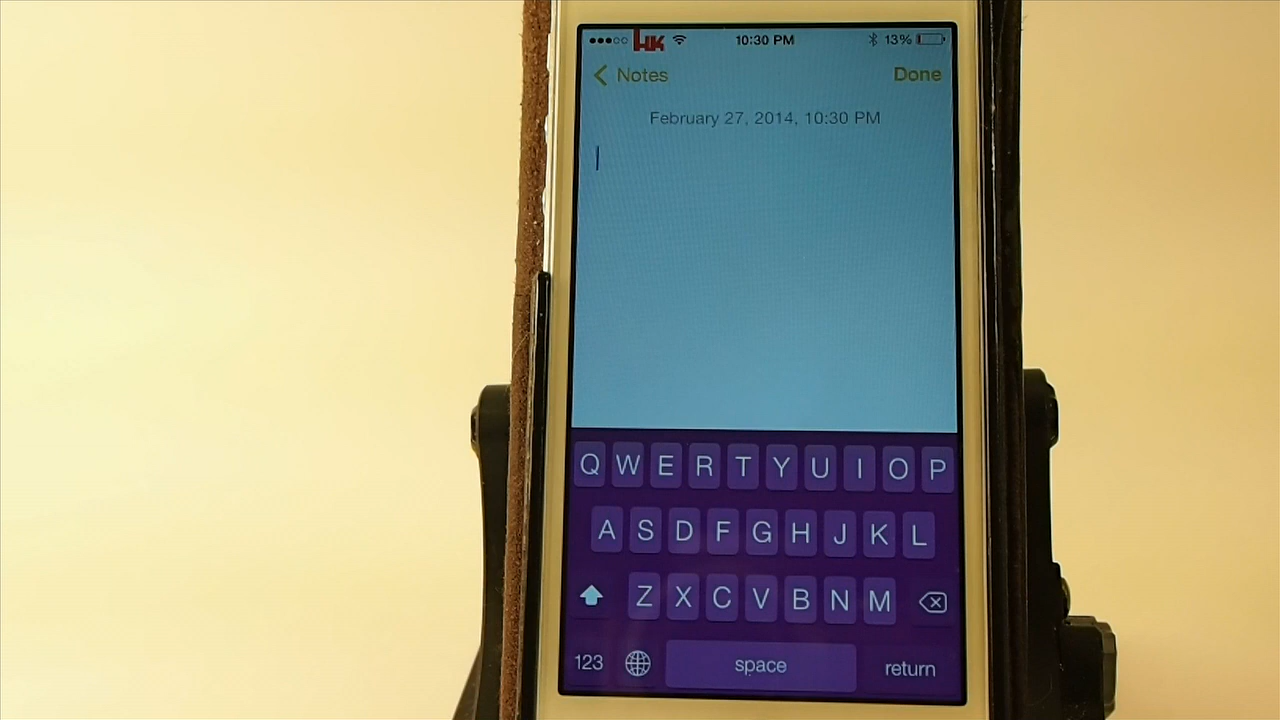 HK 10:30 PM 13%
Notes Done
February 27, 2014, 10:30 PM
Q W E R T Y U I O P
A S D F G H J K L
Z X C V B N M
123 space return